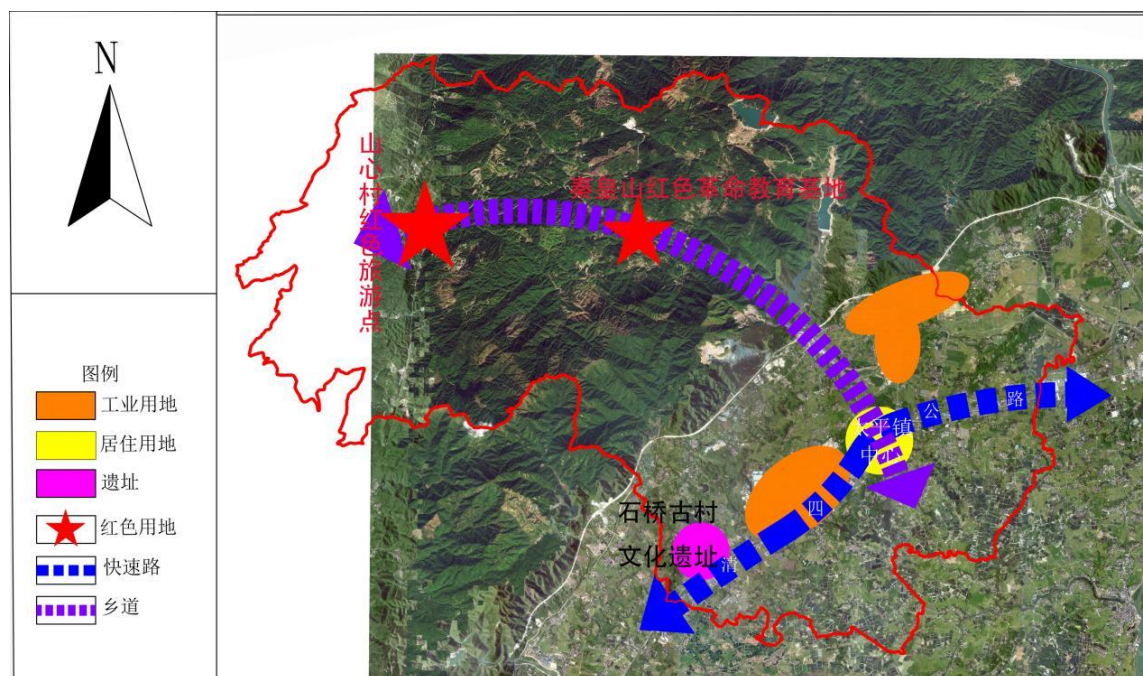 N
图例
工业用地
居住用地
遗址
红色用地
快速路
乡道
山心村红色旅游点
秦皇山红色革命教育基地
太平镇
中心
石桥古村
文化遗址
清
四
公
路